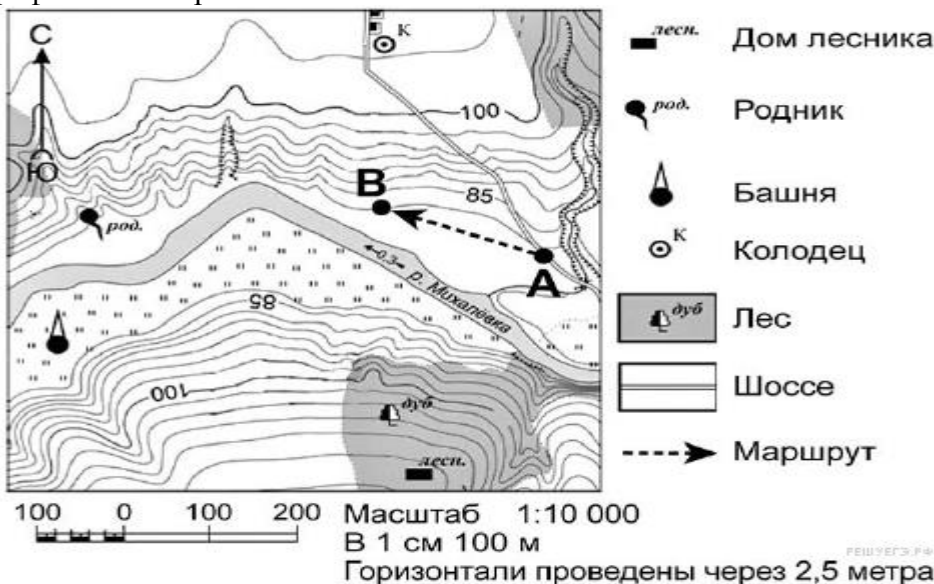 С
Ю
К
100
85
В
А
род.
0,3
р. Михалёвка
85
100
дуб
лесн.
лесн. Дом лесника
род. Родник
Башня
К Колодец
дуб Лес
Шоссе
Маршрут
100 0 100 200
Масштаб 1:10 000
В 1 см 100 м
Горизонтали проведены через 2,5 метра
РЕШУЕГЭ.РФ